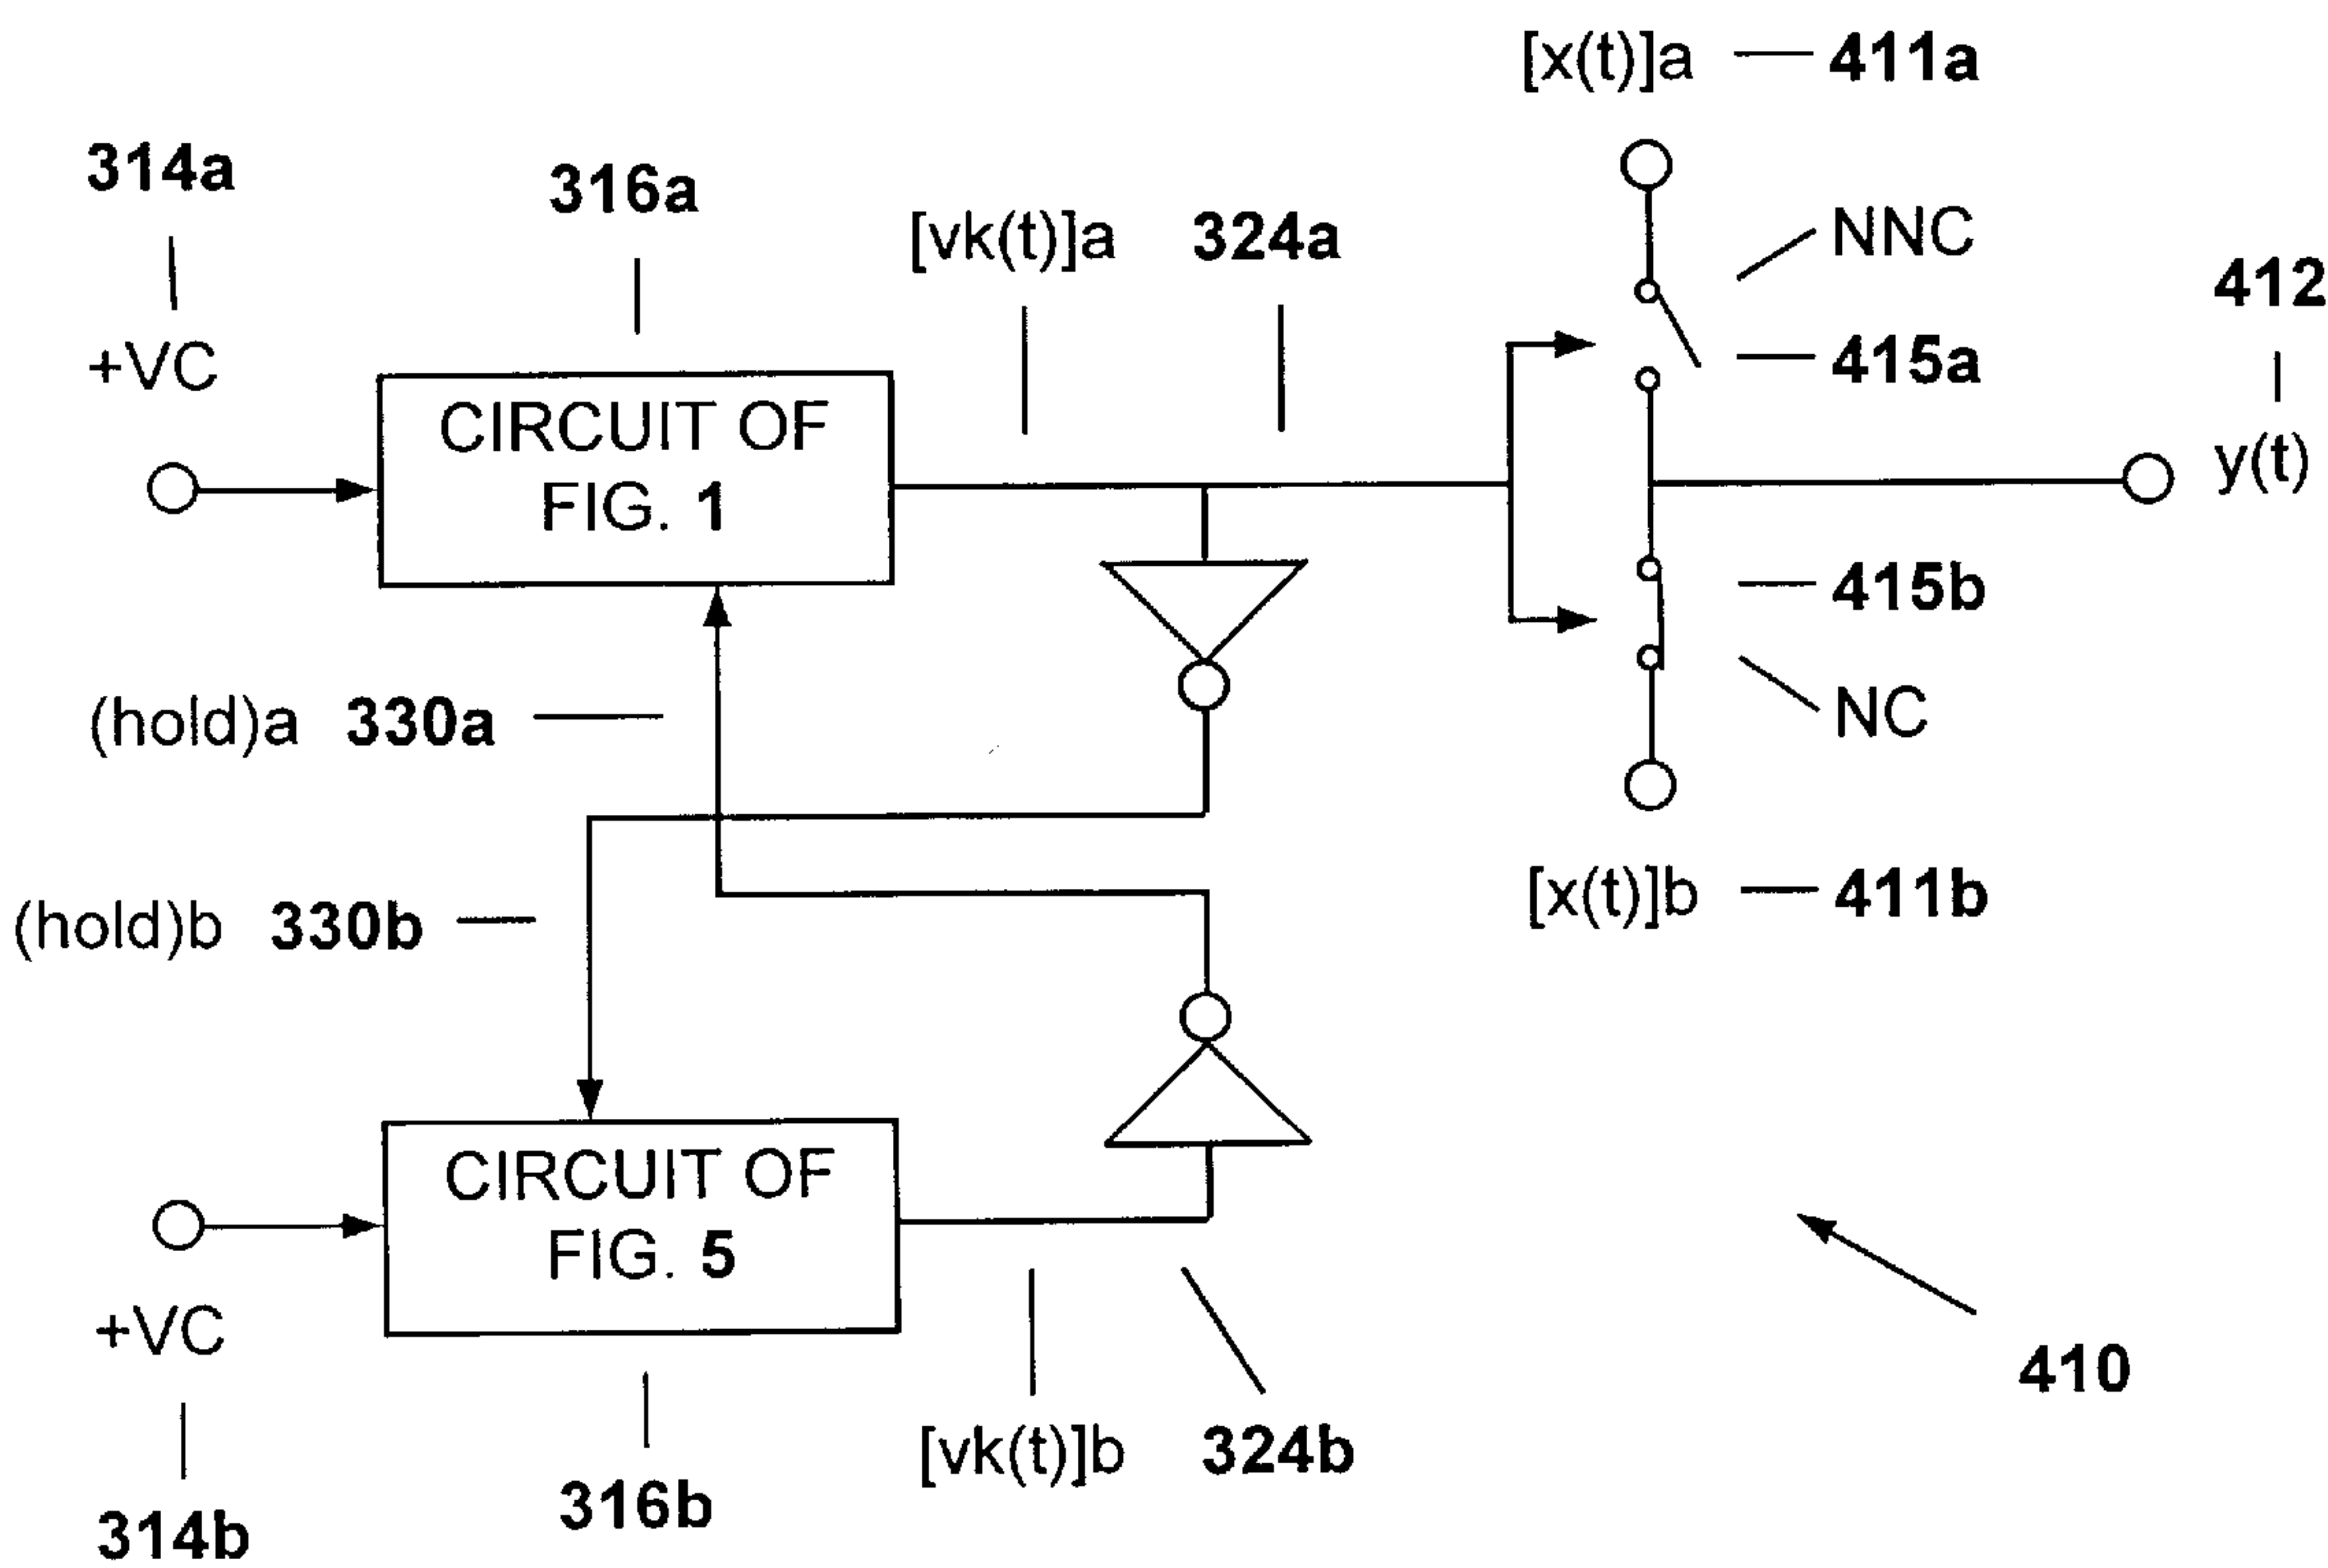 [x(t)]a 411a
314a
316a
[vk(t)]a 324a
NNC
412
+VC
415a
CIRCUIT OF
FIG. 1
y(t)
415b
(hold)a 330a
NC
[x(t)]b 411b
(hold)b 330b
CIRCUIT OF
FIG. 5
+VC
410
[vk(t)]b 324b
316b
314b